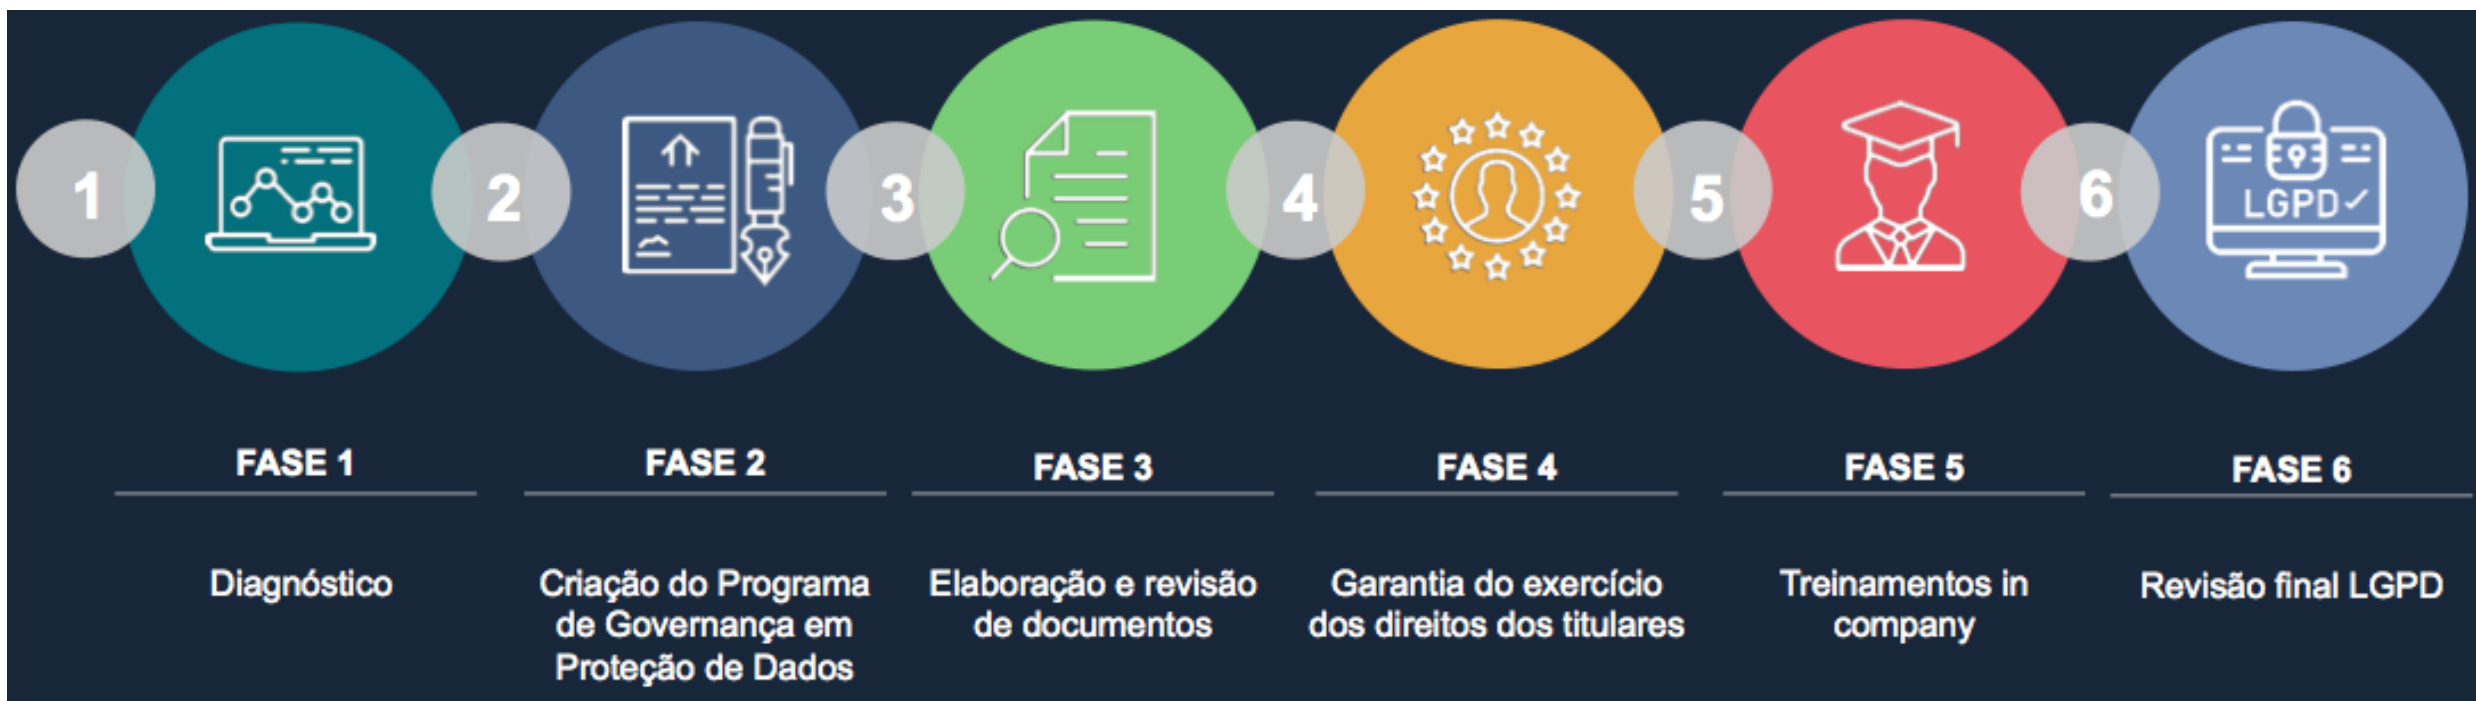 1
2
3
4
5
6
LGPD
FASE 1
Diagnóstico
FASE 2
Criação do Programa
de Governança em
Proteção de Dados
FASE 3
Elaboração e revisão
de documentos
FASE 4
Garantia do exercício
dos direitos dos titulares
FASE 5
Treinamentos in
company
FASE 6
Revisão final LGPD